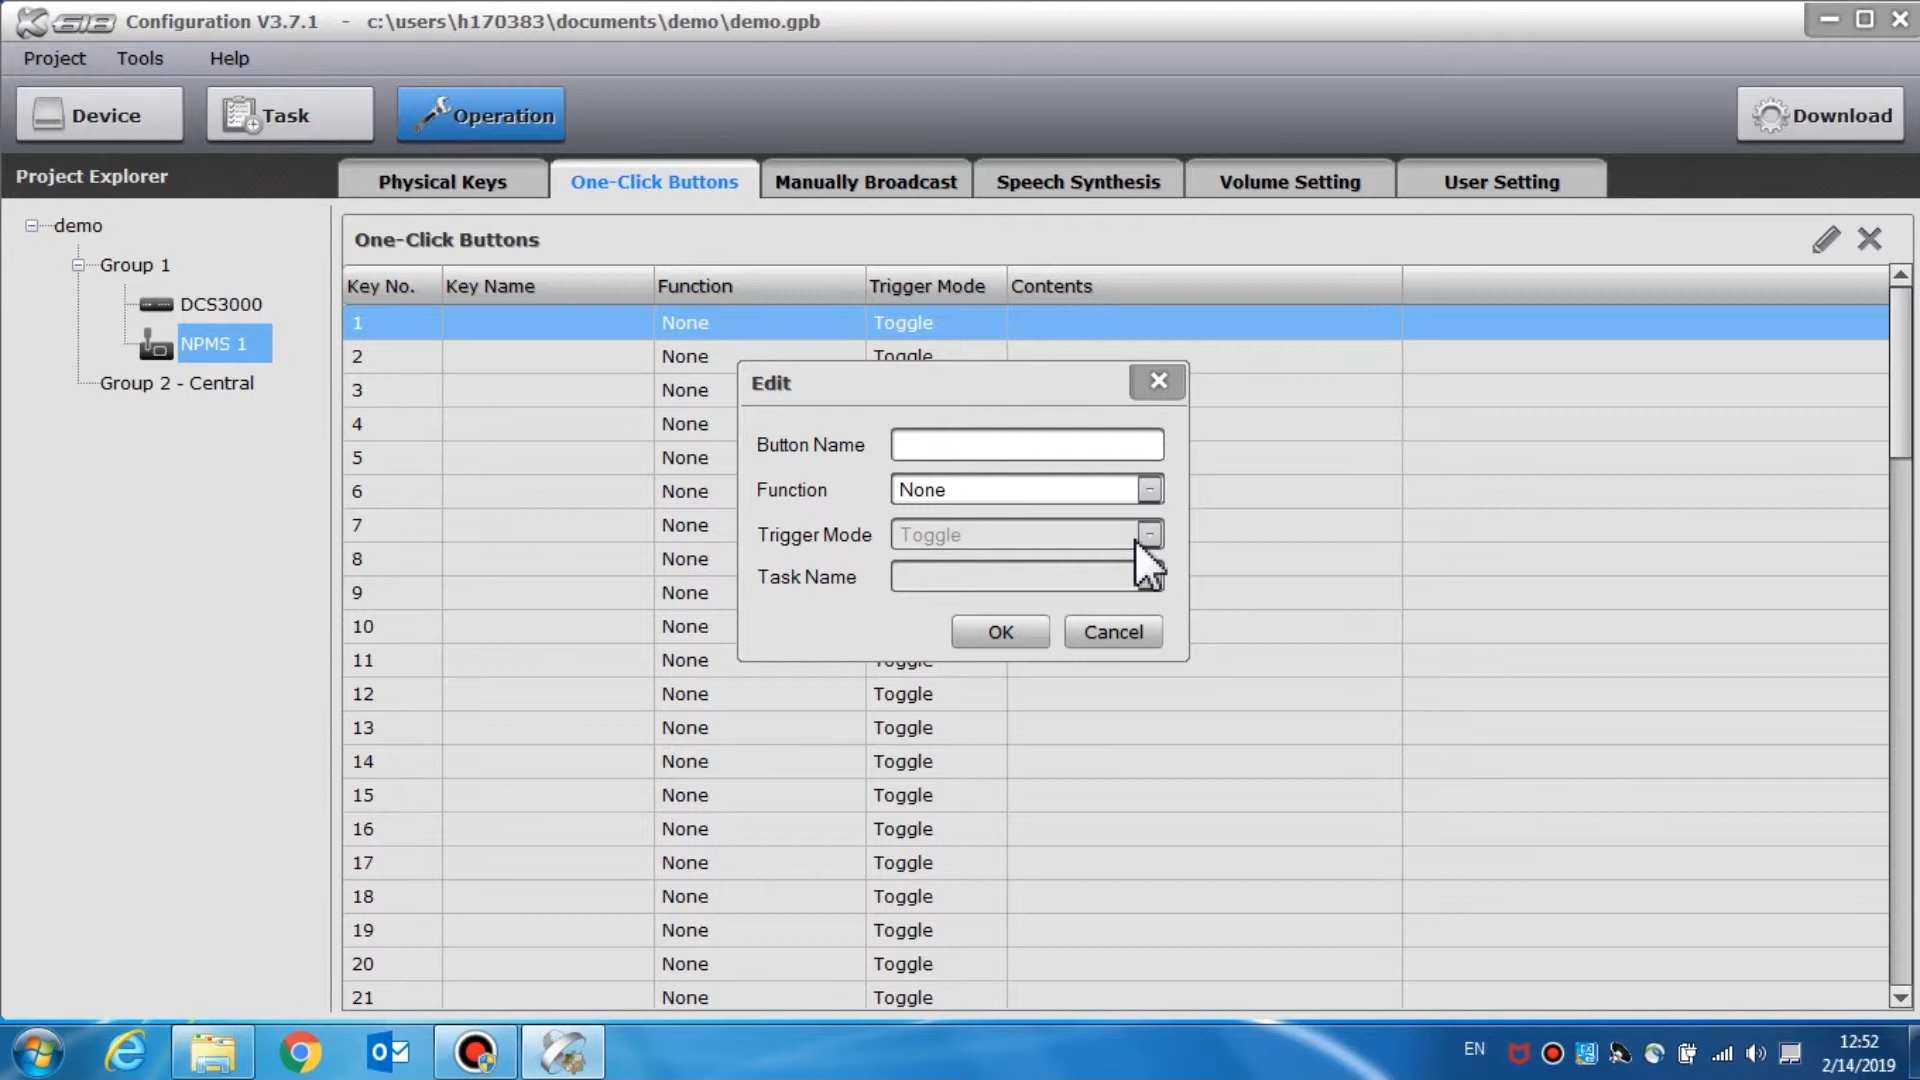 X-618 Configuration V3.7.1 - c:\users\h170383\documents\demo\demo.gpb
Project Tools Help
Device Task Operation Download
Project Explorer
Physical Keys One-Click Buttons Manually Broadcast Speech Synthesis Volume Setting User Setting
demo
Group 1
DCS3000
NPMS 1
Group 2 - Central
One-Click Buttons
Key No. Key Name Function Trigger Mode Contents
1 None Toggle
2 None Toggle
3 None
4 None
5 None
6 None
7 None
8 None
9 None
10 None
11 None Toggle
12 None Toggle
13 None Toggle
14 None Toggle
15 None Toggle
16 None Toggle
17 None Toggle
18 None Toggle
19 None Toggle
20 None Toggle
21 None Toggle
Edit
Button Name
Function None
Trigger Mode Toggle
Task Name
OK Cancel
EN
12:52
2/14/2019